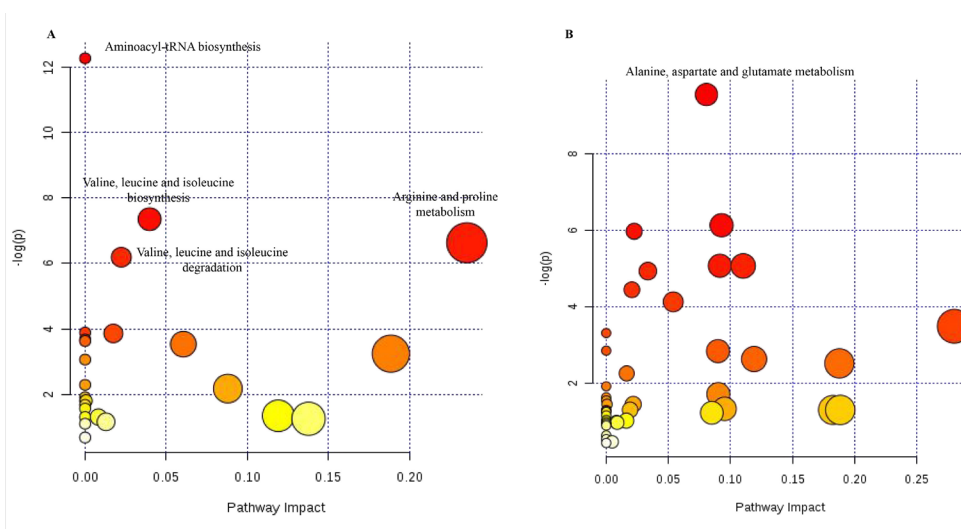 A
Aminoacyl-tRNA biosynthesis
Valine, leucine and isoleucine
biosynthesis
Arginine and proline
metabolism
Valine, leucine and isoleucine
degradation
-log(p)
12
10
8
6
4
2
0.00 0.05 0.10 0.15 0.20
Pathway Impact
B
Alanine, aspartate and glutamate metabolism
-log(p)
8
6
4
2
0.00 0.05 0.10 0.15 0.20 0.25
Pathway Impact